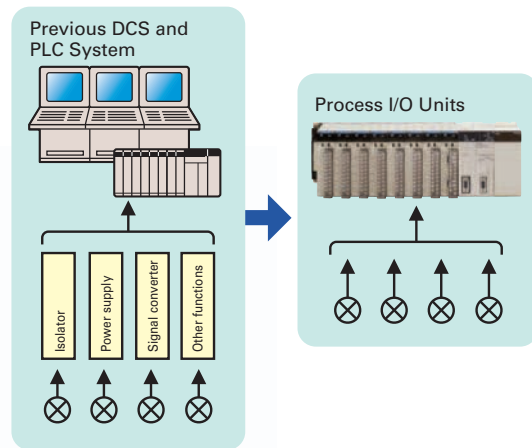 Previous DCS and
PLC System
Isolator
Power supply
Signal converter
Other functions
Process I/O Units